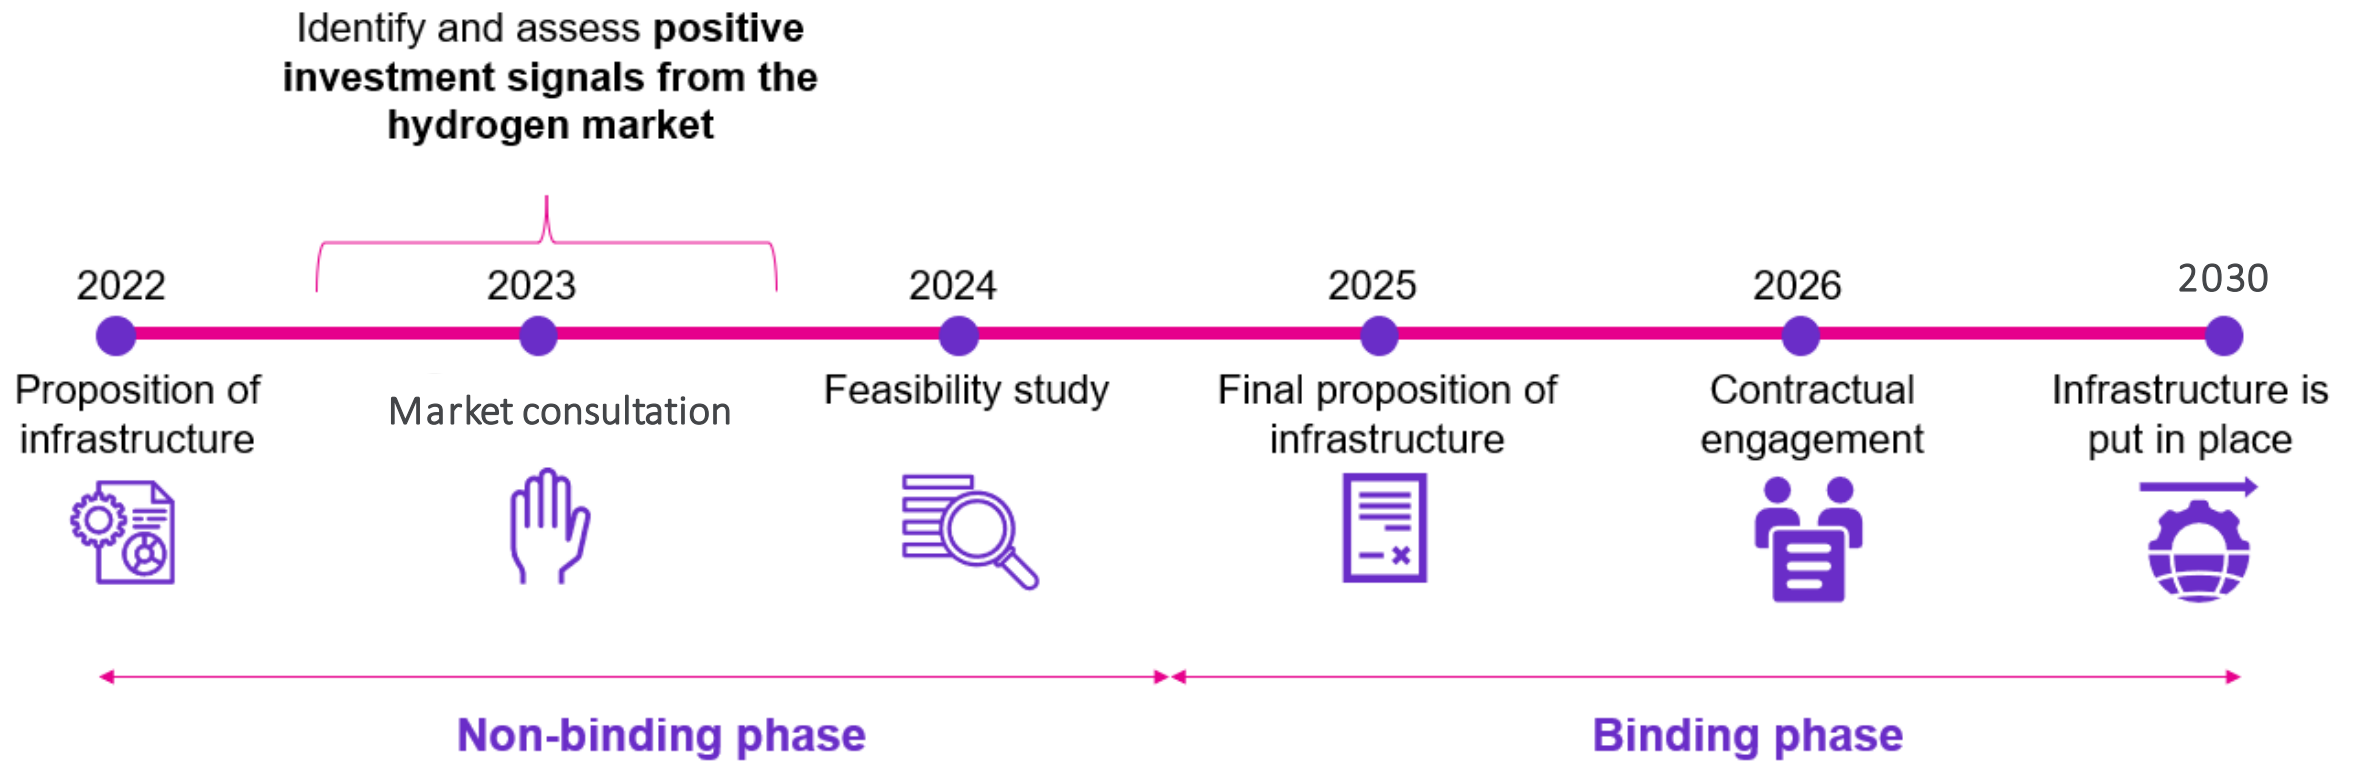 Identify and assess positive
investment signals from the
hydrogen market
2022
2023
2024
2025
2026
2030
Proposition of
infrastructure
Market consultation
Feasibility study
Final proposition of
infrastructure
Contractual
engagement
Infrastructure is
put in place
Non-binding phase
Binding phase